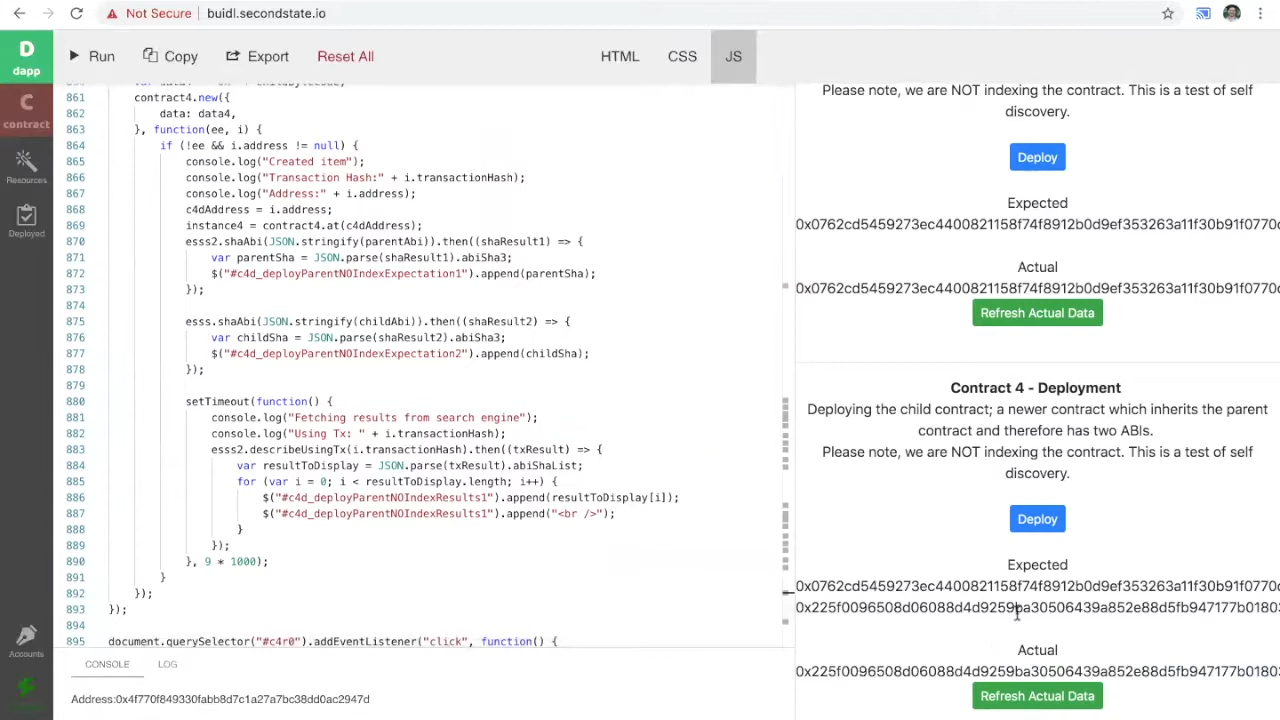 Not Secure
buidl.secondstate.io
D
dapp
Run
Copy
Export
Reset All
HTML
CSS
JS
C
contract
Resources
Deployed
Accounts
861 contract4.new({
862 data: data4,
863 }, function(ee, i) {
864 if (!ee && i.address != null) {
865 console.log("Created item");
866 console.log("Transaction Hash:" + i.transactionHash);
867 console.log("Address:" + i.address);
868 c4dAddress = i.address;
869 instance4 = contract4.at(c4dAddress);
870 esss2.shaAbi(JSON.stringify(parentAbi)).then((shaResult1) => {
871 var parentSha = JSON.parse(shaResult1).abiSha3;
872 $("#c4d_deployParentNOIndexExpectation1").append(parentSha);
873 });
874
875 esss.shaAbi(JSON.stringify(childAbi)).then((shaResult2) => {
876 var childSha = JSON.parse(shaResult2).abiSha3;
877 $("#c4d_deployParentNOIndexExpectation2").append(childSha);
878 });
879
880 setTimeout(function() {
881 console.log("Fetching results from search engine");
882 console.log("Using Tx: " + i.transactionHash);
883 esss2.describeUsingTx(i.transactionHash).then((txResult) => {
884 var resultToDisplay = JSON.parse(txResult).abiShaList;
885 for (var i = 0; i < resultToDisplay.length; i++) {
886 $("#c4d_deployParentNOIndexResults1").append(resultToDisplay[i]);
887 $("#c4d_deployParentNOIndexResults1").append("<br />");
888 }
889 });
890 }, 9 * 1000);
891 }
892 });
893 });
894
895 document.querySelector("#c4r0").addEventListener("click", function() {
CONSOLE
LOG
Address:0x4f770f849330fabb8d7c1a27a7bc38dd0ac2947d
Please note, we are NOT indexing the contract. This is a test of self
discovery.
Deploy
Expected
0x0762cd5459273ec4400821158f74f8912b0d9ef353263a11f30b91f0770c
Actual
0x0762cd5459273ec4400821158f74f8912b0d9ef353263a11f30b91f0770c
Refresh Actual Data
Contract 4 - Deployment
Deploying the child contract; a newer contract which inherits the parent
contract and therefore has two ABIs.
Please note, we are NOT indexing the contract. This is a test of self
discovery.
Deploy
Expected
0x0762cd5459273ec4400821158f74f8912b0d9ef353263a11f30b91f0770c
0x225f0096508d06088d4d9259ba30506439a852e88d5fb947177b01803
Actual
0x225f0096508d06088d4d9259ba30506439a852e88d5fb947177b01803
Refresh Actual Data